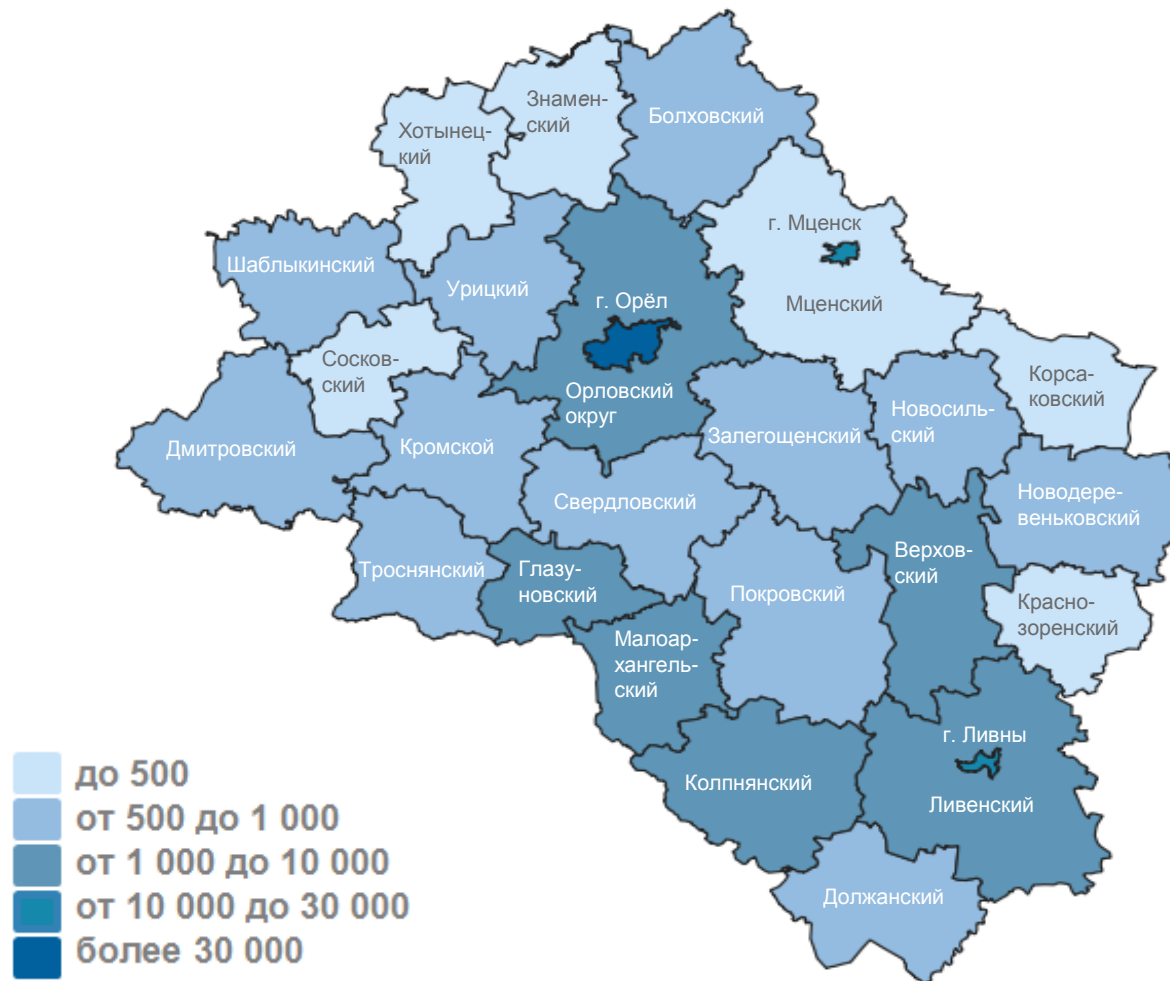 Знамен-
ский
Болховский
Хотынец-
кий
г. Мценск
Шаблыкинский
Урицкий
г. Орёл
Мценский
Сосков-
ский
Корса-
ковский
Орловский
округ
Новосиль-
ский
Дмитровский
Кромской
Залегощенский
Свердловский
Новодере-
веньковский
Троснянский
Глазу-
новский
Верхов-
ский
Покровский
Красно-
зоренский
Малоар-
хангель-
ский
г. Ливны
Колпнянский
Ливенский
Должанский
до 500
от 500 до 1 000
от 1 000 до 10 000
от 10 000 до 30 000
более 30 000